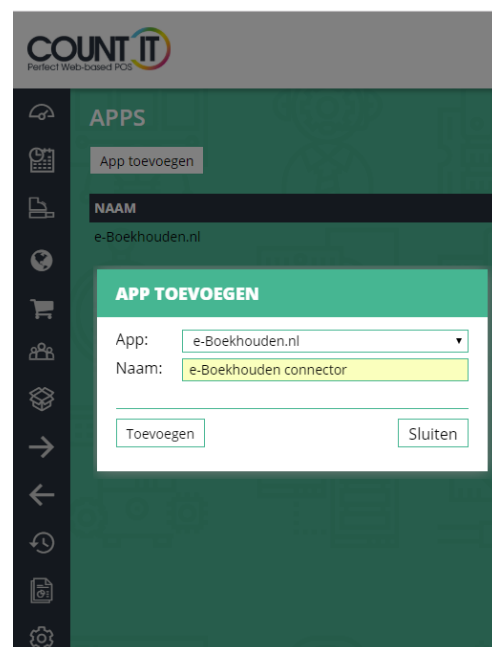 COUNT IT
Perfect Web-based POS
APPS
App toevoegen
NAAM
e-Boekhouden.nl
APP TOEVOEGEN
App: e-Boekhouden.nl
Naam: e-Boekhouden connector
Toevoegen Sluiten